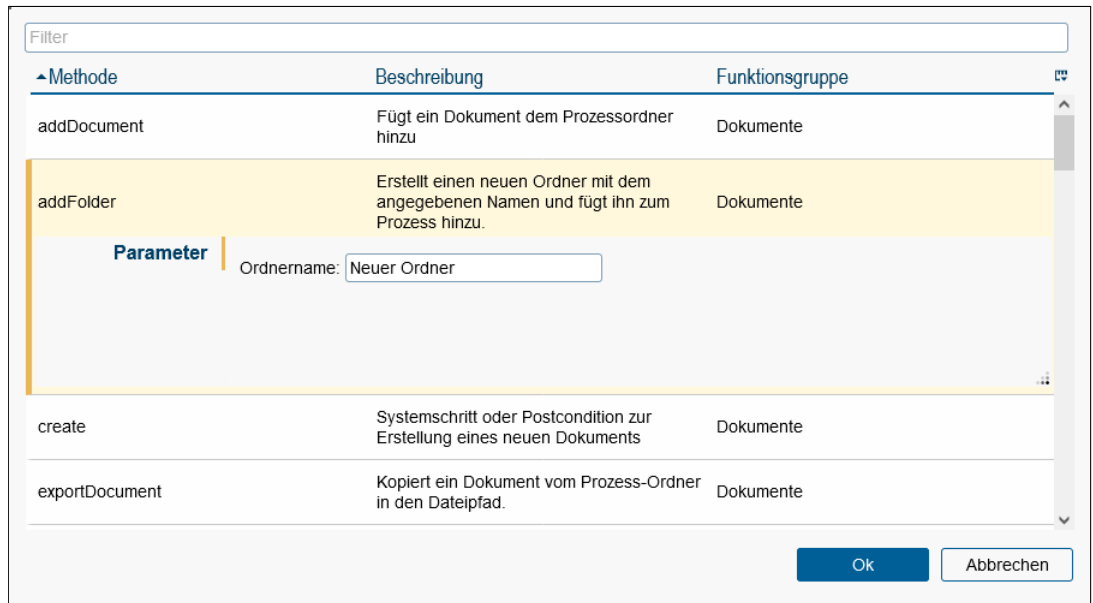 Filter
Methode Beschreibung Funktionsgruppe
addDocument Fügt ein Dokument dem Prozessordner Dokumente
hinzu
Erstellt einen neuen Ordner mit dem
addFolder angegebenen Namen und fügt ihn zum Dokumente
Prozess hinzu.
Parameter
Ordnername: Neuer Ordner
create Systemschritt oder Postcondition zur Dokumente
Erstellung eines neuen Dokuments
exportDocument Kopiert ein Dokument vom Prozess-Ordner Dokumente
in den Dateipfad.
Ok Abbrechen